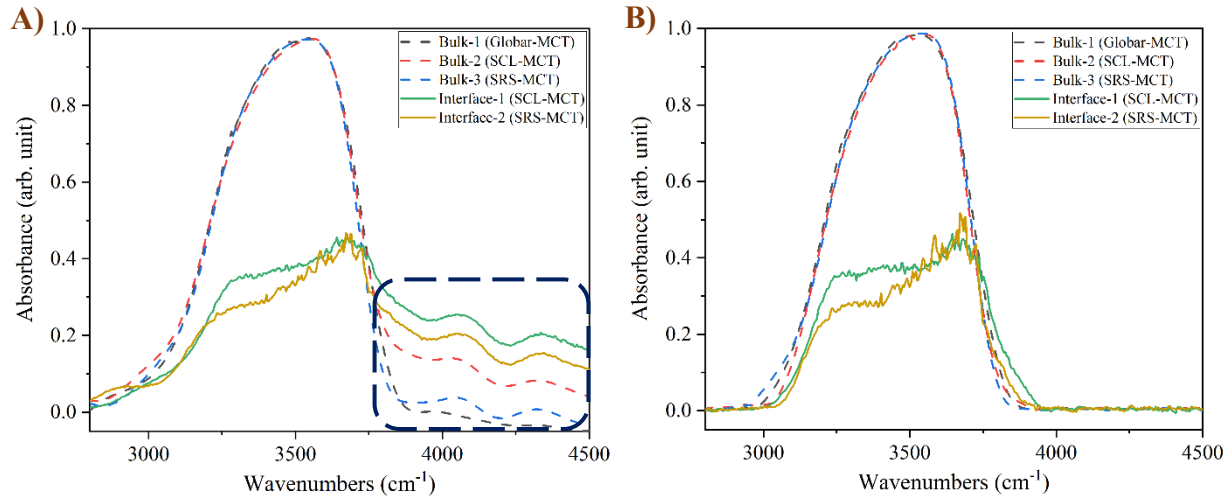 A)
Absorbance (arb. unit)
1.0
0.8
0.6
0.4
0.2
0.0
Bulk-1 (Globar-MCT)
Bulk-2 (SCL-MCT)
Bulk-3 (SRS-MCT)
Interface-1 (SCL-MCT)
Interface-2 (SRS-MCT)
3000 3500 4000 4500
Wavenumbers (cm⁻¹)
B)
Absorbance (arb. unit)
1.0
0.8
0.6
0.4
0.2
0.0
Bulk-1 (Globar-MCT)
Bulk-2 (SCL-MCT)
Bulk-3 (SRS-MCT)
Interface-1 (SCL-MCT)
Interface-2 (SRS-MCT)
3000 3500 4000 4500
Wavenumbers (cm⁻¹)